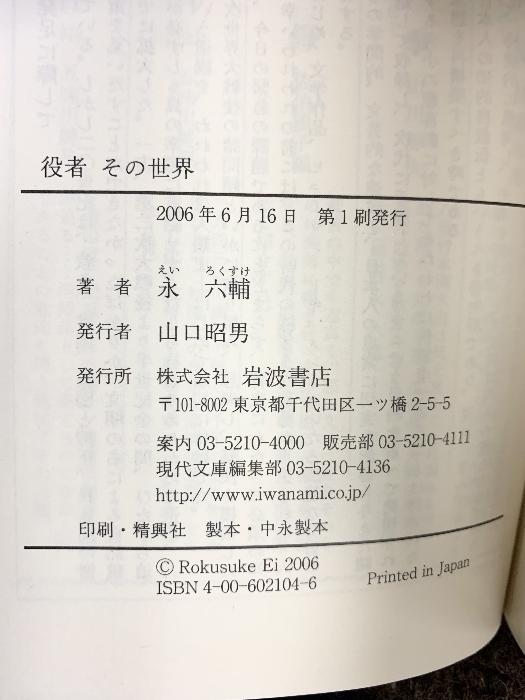 役者 その世界
2006年6月16日 第1刷発行
えい ろくすけ
著者 永 六輔
発行者 山口昭男
発行所 株式会社 岩波書店
〒101-8002 東京都千代田区一ツ橋2-5-5
案内 03-5210-4000 販売部 03-5210-4111
現代文庫編集部 03-5210-4136
http://www.iwanami.co.jp/
印刷・精興社 製本・中永製本
© Rokusuke Ei 2006
ISBN 4-00-602104-6 Printed in Japan